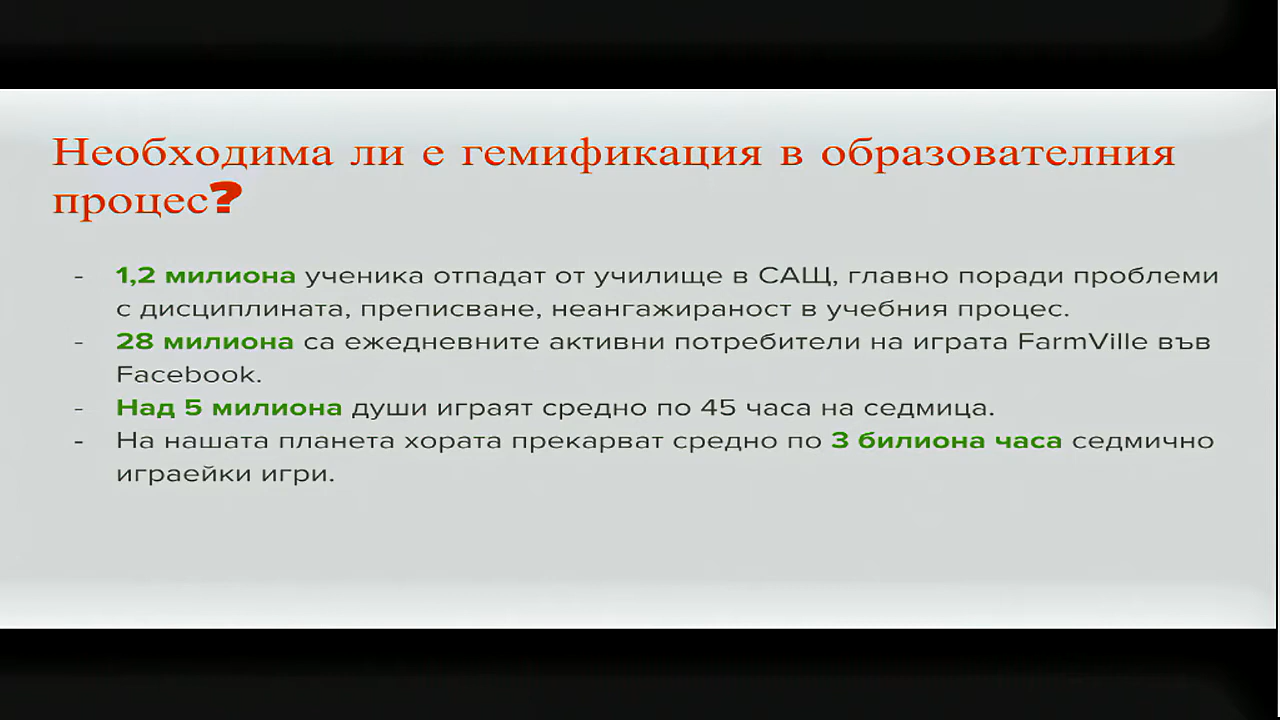 Необходима ли е гемификация в образователния
процес?
- 1,2 милиона ученика отпадат от училище в САЩ, главно поради проблеми
с дисциплината, преписване, неангажираност в учебния процес.
- 28 милиона са ежедневните активни потребители на играта FarmVille във
Facebook.
- Над 5 милиона души играят средно по 45 часа на седмица.
- На нашата планета хората прекарват средно по 3 билиона часа седмично
играейки игри.